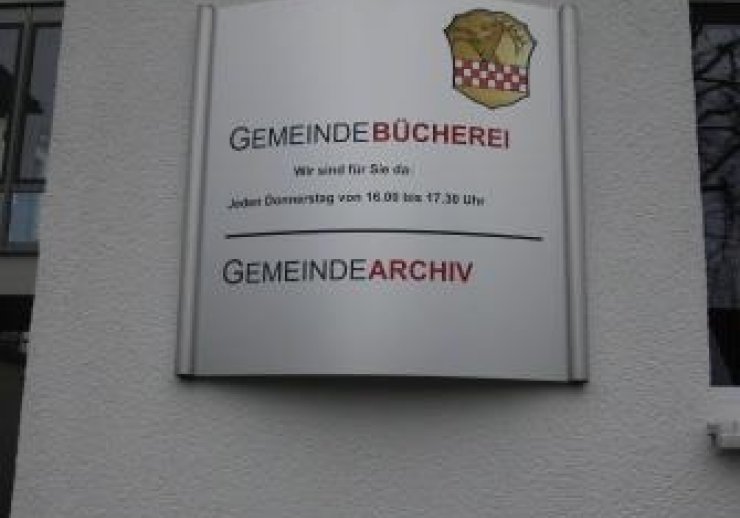 GEMEINDEBÜCHEREI
Wir sind für Sie da:
Jeden Donnerstag von 16.00 bis 17.30 Uhr
GEMEINDEARCHIV